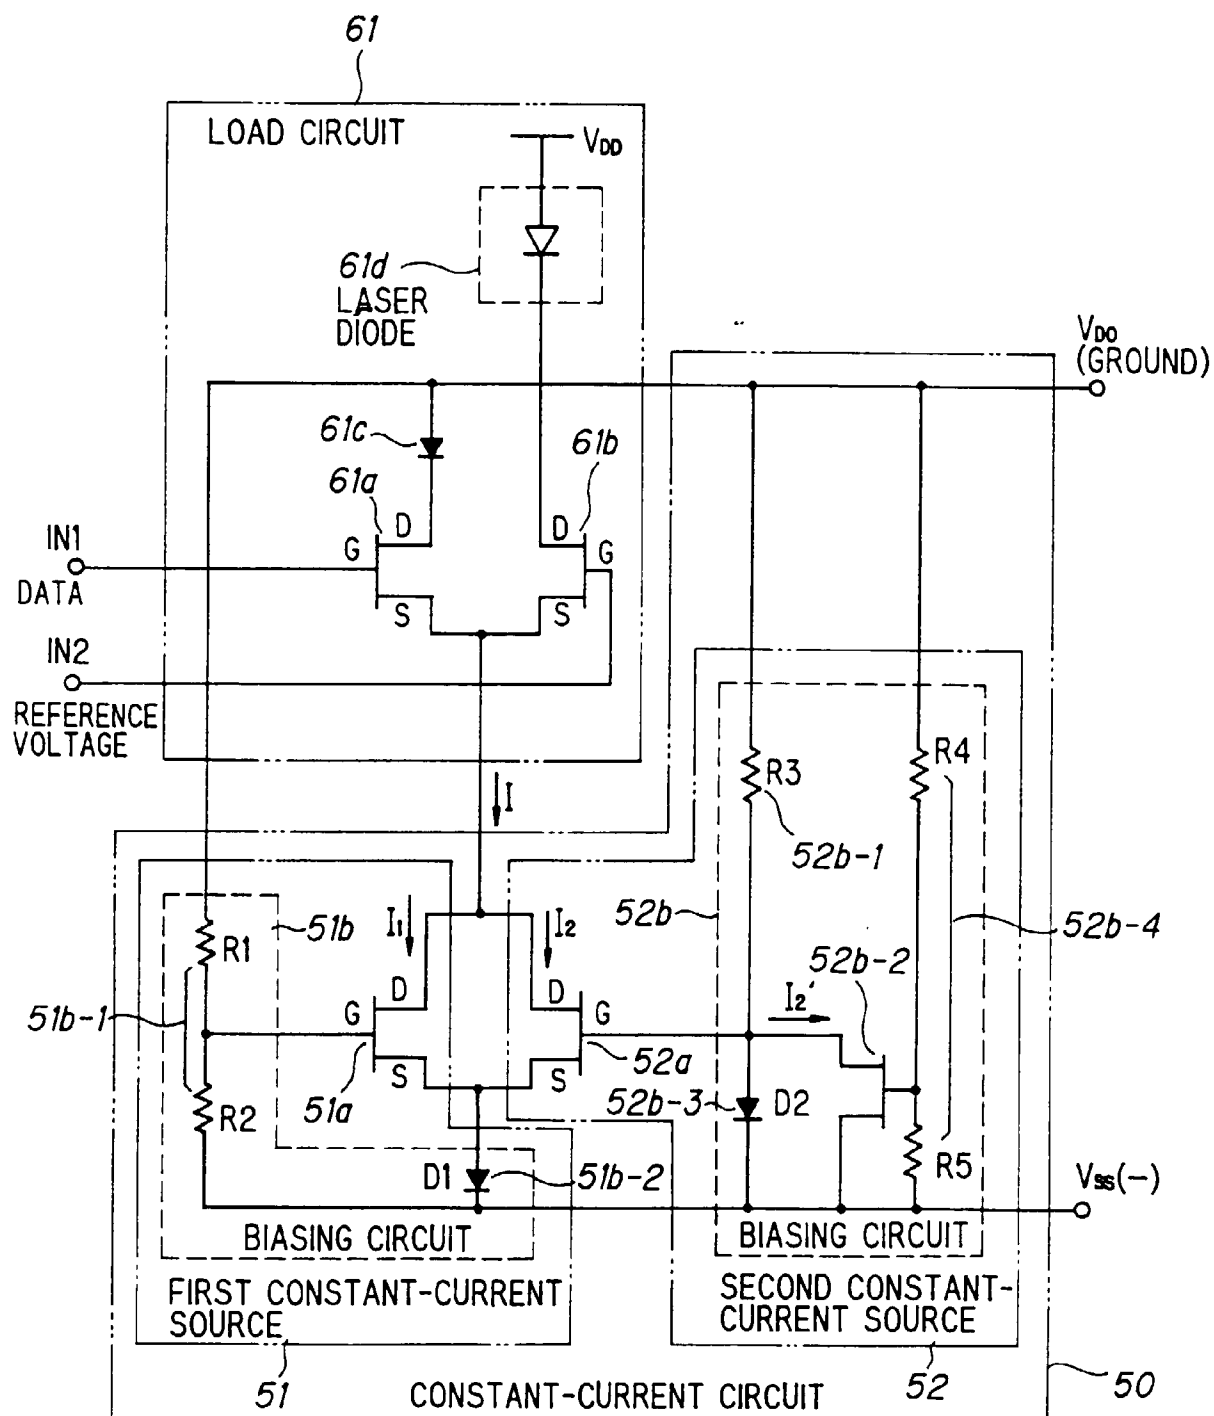 61
LOAD CIRCUIT
VDD
61d
LASER
DIODE
VDD
(GROUND)
61c
61b
61a
D
D
G
G
IN1
DATA
S
S
IN2
REFERENCE
VOLTAGE
R4
R3
I
52b-1
52b
51b
I1
I2
52b-4
R1
52b-2
I2'
D
D
51b-1
G
G
S
S
52a
51a
52b-3
D2
R2
R5
D1
51b-2
VSS(-)
BIASING CIRCUIT
BIASING CIRCUIT
FIRST CONSTANT-CURRENT
SOURCE
SECOND CONSTANT-
CURRENT SOURCE
51
CONSTANT-CURRENT CIRCUIT
52
50